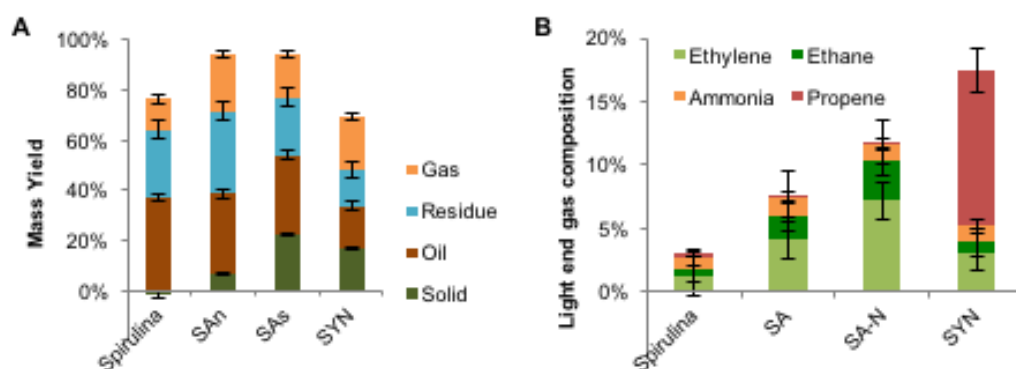 A
100%
80%
60%
40%
20%
0%
Mass Yield
Spirulina
SAn
SAs
SYN
Gas
Residue
Oil
Solid
B
20%
15%
10%
5%
0%
Light end gas composition
Ethylene Ethane
Ammonia Propene
Spirulina
SA
SA-N
SYN